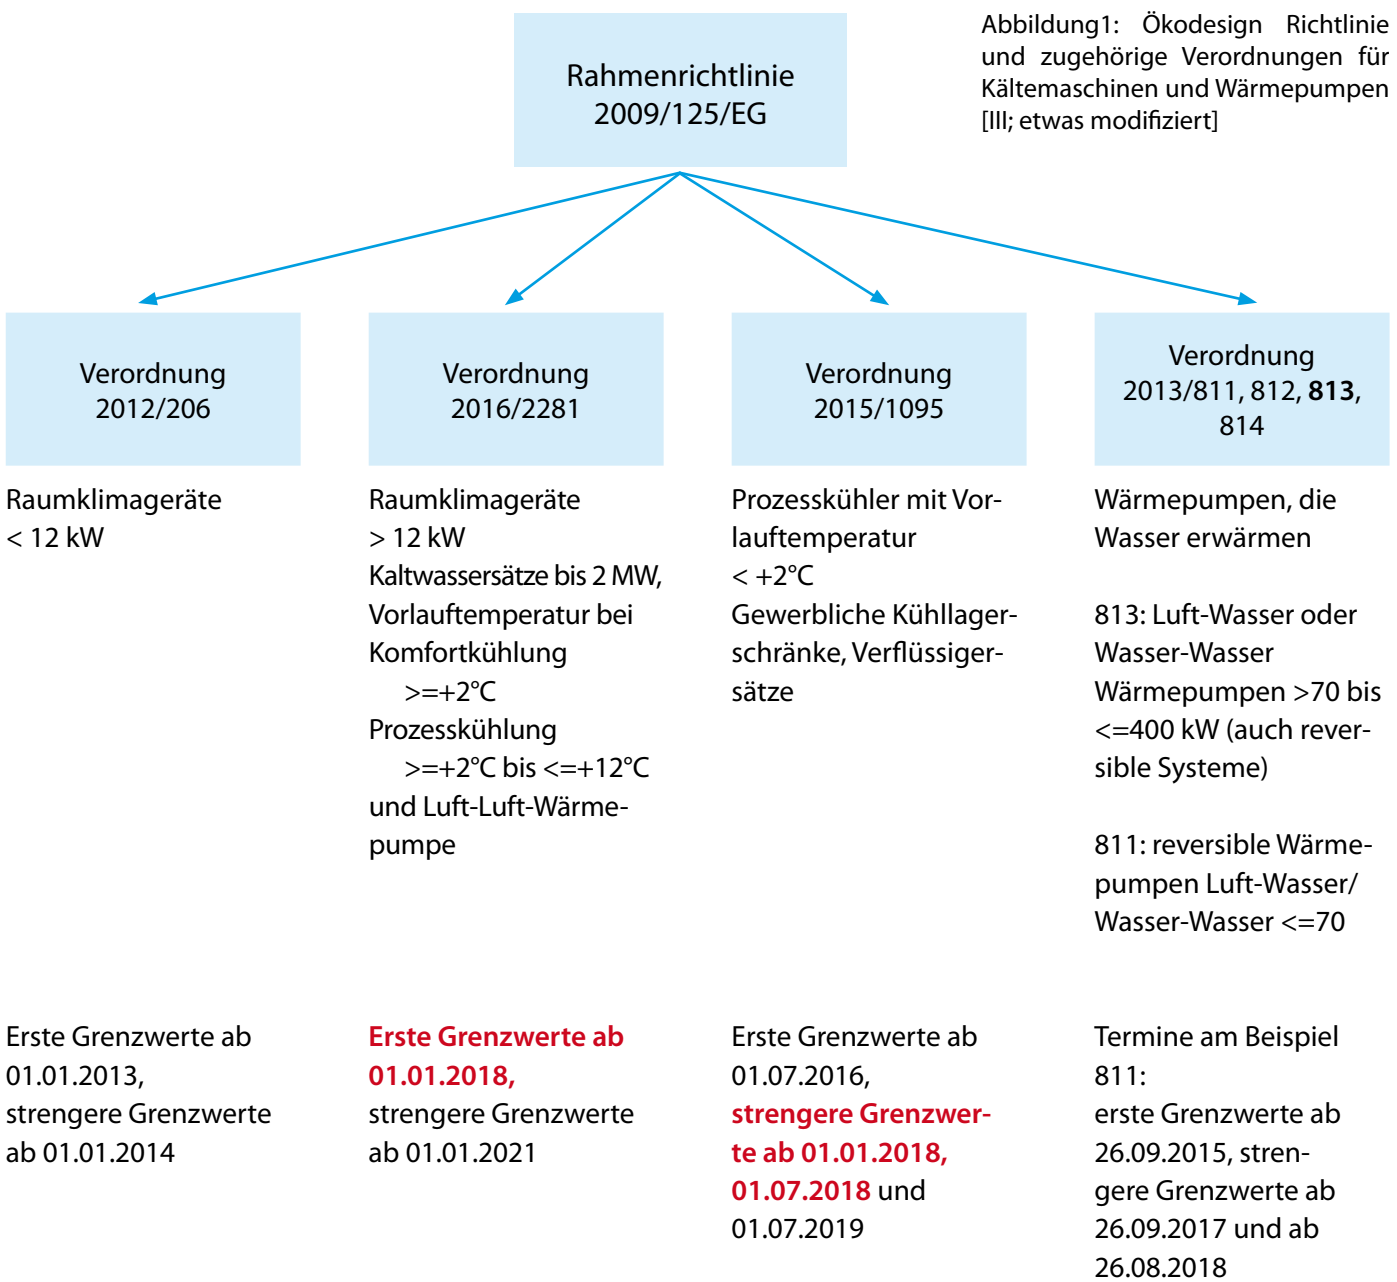 Abbildung1: Ökodesign Richtlinie
und zugehörige Verordnungen für
Kältemaschinen und Wärmepumpen
[III; etwas modifiziert]
Rahmenrichtlinie
2009/125/EG
Verordnung
2012/206
Raumklimageräte
< 12 kW
Erste Grenzwerte ab
01.01.2013,
strengere Grenzwerte
ab 01.01.2014
Verordnung
2016/2281
Raumklimageräte
> 12 kW
Kaltwassersätze bis 2 MW,
Vorlauftemperatur bei
Komfortkühlung
>=+2°C
Prozesskühlung
>=+2°C bis <=+12°C
und Luft-Luft-Wärme-
pumpe
Erste Grenzwerte ab
01.01.2018,
strengere Grenzwerte
ab 01.01.2021
Verordnung
2015/1095
Prozesskühler mit Vor-
lauftemperatur
< +2°C
Gewerbliche Kühllager-
schränke, Verflüssiger-
sätze
Erste Grenzwerte ab
01.07.2016,
strengere Grenzwer-
te ab 01.01.2018,
01.07.2018 und
01.07.2019
Verordnung
2013/811, 812, 813,
814
Wärmepumpen, die
Wasser erwärmen
813: Luft-Wasser oder
Wasser-Wasser
Wärmepumpen >70 bis
<=400 kW (auch rever-
sible Systeme)
811: reversible Wärme-
pumpen Luft-Wasser/
Wasser-Wasser <=70
Termine am Beispiel
811:
erste Grenzwerte ab
26.09.2015, stren-
gere Grenzwerte ab
26.09.2017 und ab
26.08.2018